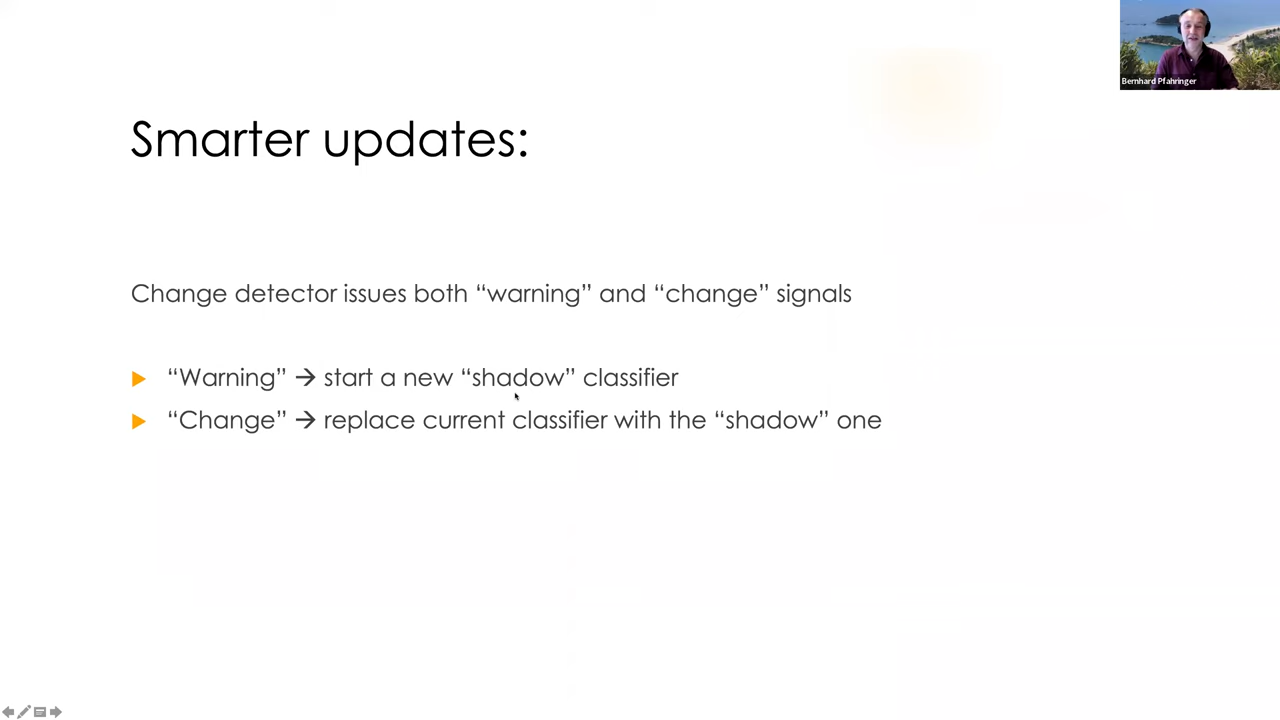 Bernhard Pfahringer
Smarter updates:
Change detector issues both “warning” and “change” signals
“Warning” → start a new “shadow” classifier
“Change” → replace current classifier with the “shadow” one